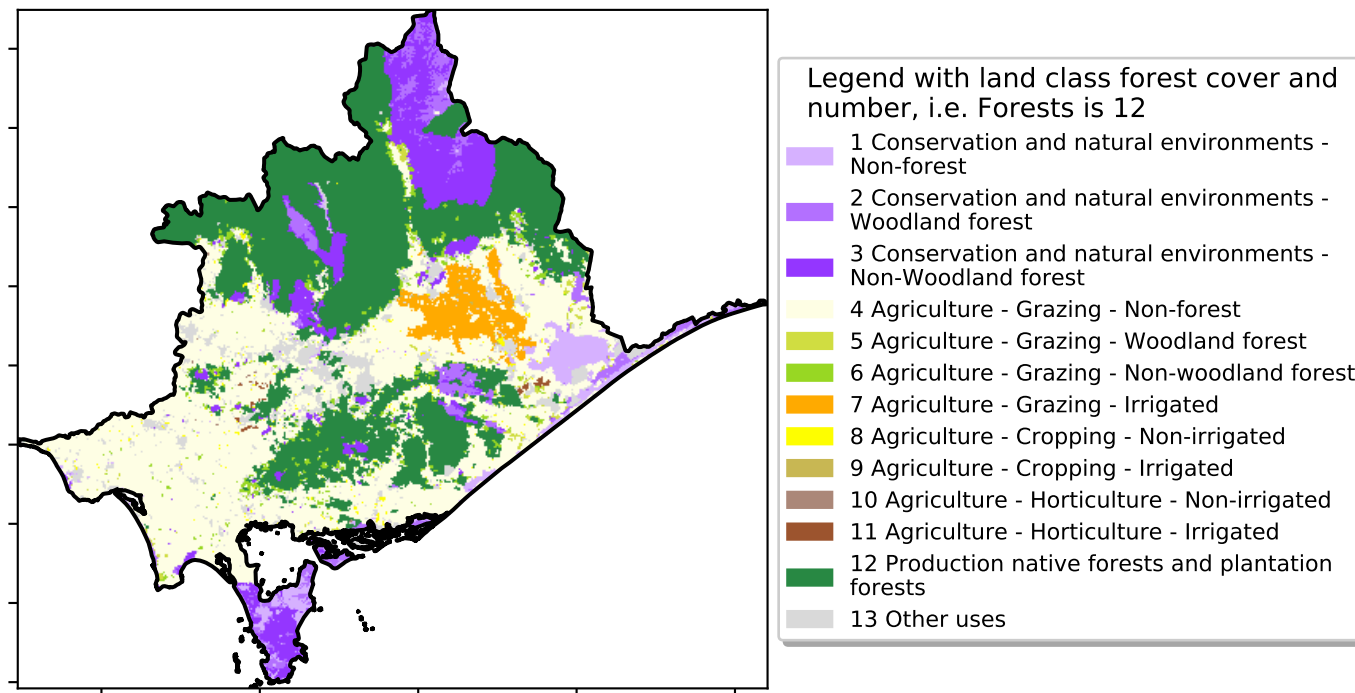 Legend with land class forest cover and
number, i.e. Forests is 12
1 Conservation and natural environments -
Non-forest
2 Conservation and natural environments -
Woodland forest
3 Conservation and natural environments -
Non-Woodland forest
4 Agriculture - Grazing - Non-forest
5 Agriculture - Grazing - Woodland forest
6 Agriculture - Grazing - Non-woodland forest
7 Agriculture - Grazing - Irrigated
8 Agriculture - Cropping - Non-irrigated
9 Agriculture - Cropping - Irrigated
10 Agriculture - Horticulture - Non-irrigated
11 Agriculture - Horticulture - Irrigated
12 Production native forests and plantation
forests
13 Other uses